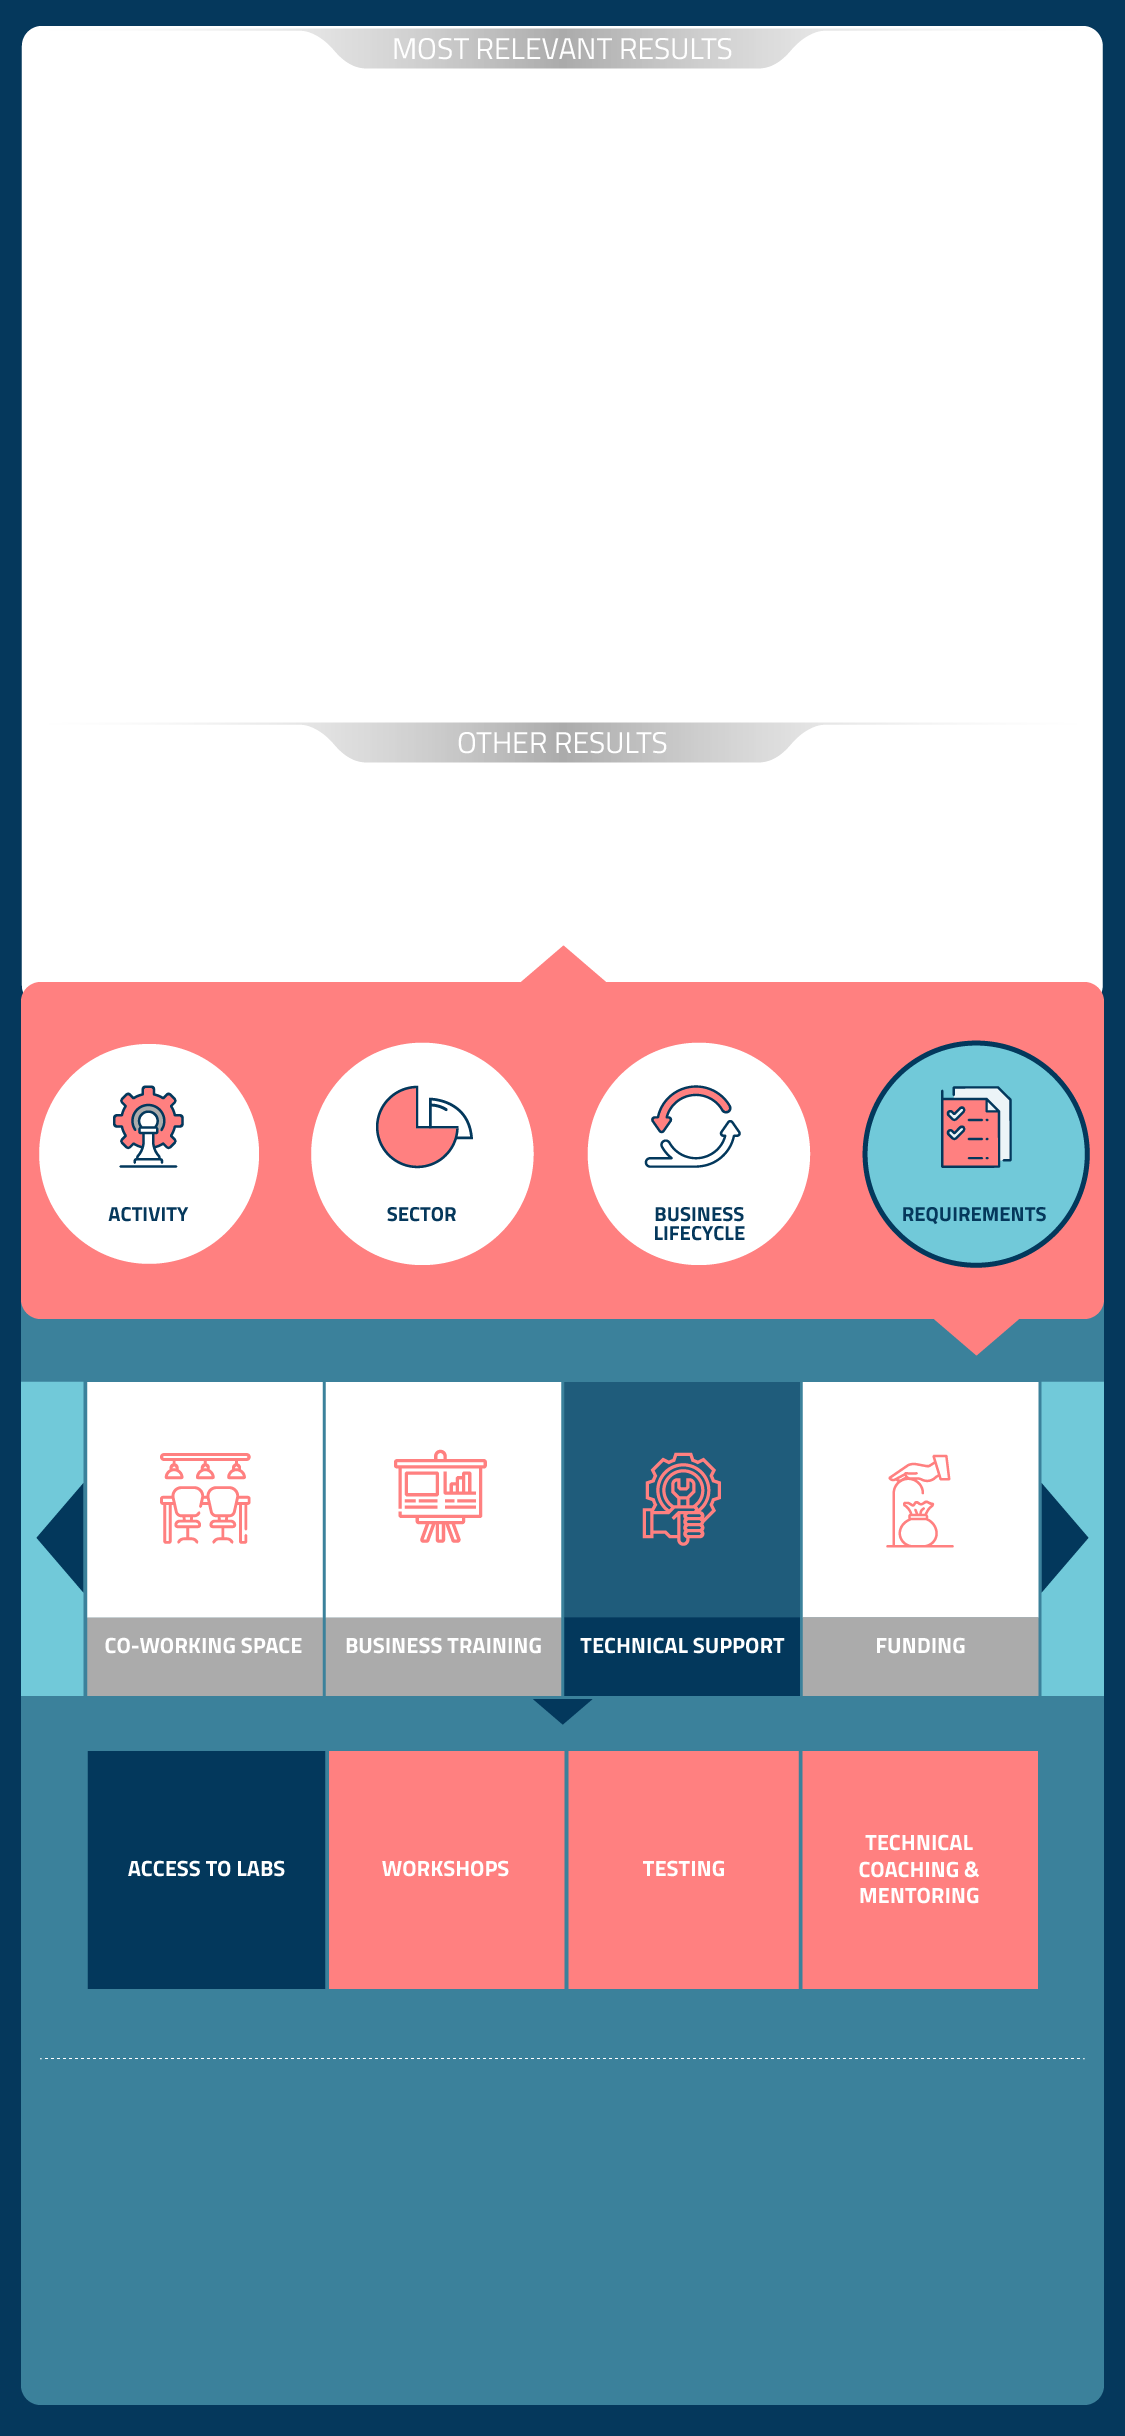 MOST RELEVANT RESULTS
OTHER RESULTS
ACTIVITY
SECTOR
BUSINESS
LIFECYCLE
REQUIREMENTS
CO-WORKING SPACE
BUSINESS TRAINING
TECHNICAL SUPPORT
FUNDING
ACCESS TO LABS
WORKSHOPS
TESTING
TECHNICAL
COACHING &
MENTORING